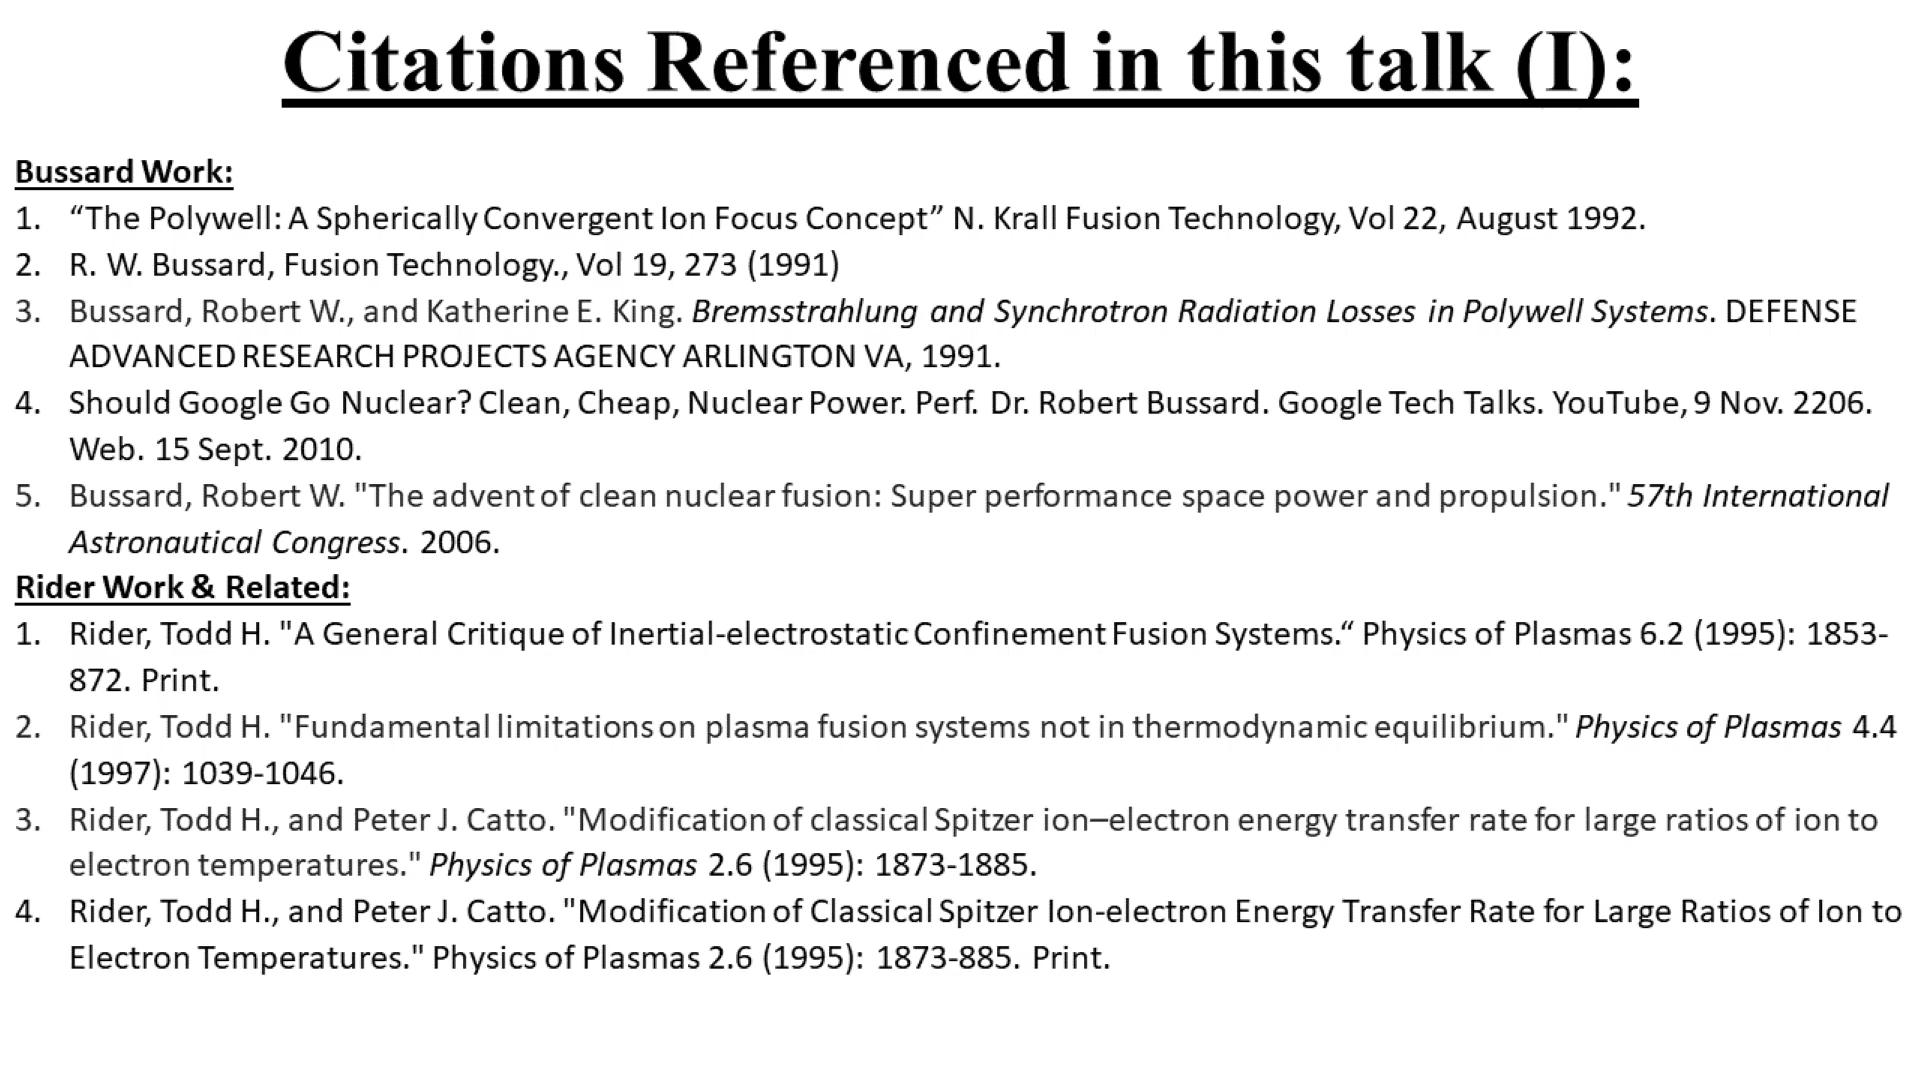 Citations Referenced in this talk (I):
Bussard Work:
1. “The Polywell: A Spherically Convergent Ion Focus Concept” N. Krall Fusion Technology, Vol 22, August 1992.
2. R. W. Bussard, Fusion Technology., Vol 19, 273 (1991)
3. Bussard, Robert W., and Katherine E. King. Bremsstrahlung and Synchrotron Radiation Losses in Polywell Systems. DEFENSE
ADVANCED RESEARCH PROJECTS AGENCY ARLINGTON VA, 1991.
4. Should Google Go Nuclear? Clean, Cheap, Nuclear Power. Perf. Dr. Robert Bussard. Google Tech Talks. YouTube, 9 Nov. 2206.
Web. 15 Sept. 2010.
5. Bussard, Robert W. "The advent of clean nuclear fusion: Super performance space power and propulsion." 57th International
Astronautical Congress. 2006.
Rider Work & Related:
1. Rider, Todd H. "A General Critique of Inertial-electrostatic Confinement Fusion Systems.“ Physics of Plasmas 6.2 (1995): 1853-
872. Print.
2. Rider, Todd H. "Fundamental limitations on plasma fusion systems not in thermodynamic equilibrium." Physics of Plasmas 4.4
(1997): 1039-1046.
3. Rider, Todd H., and Peter J. Catto. "Modification of classical Spitzer ion–electron energy transfer rate for large ratios of ion to
electron temperatures." Physics of Plasmas 2.6 (1995): 1873-1885.
4. Rider, Todd H., and Peter J. Catto. "Modification of Classical Spitzer Ion-electron Energy Transfer Rate for Large Ratios of Ion to
Electron Temperatures." Physics of Plasmas 2.6 (1995): 1873-885. Print.